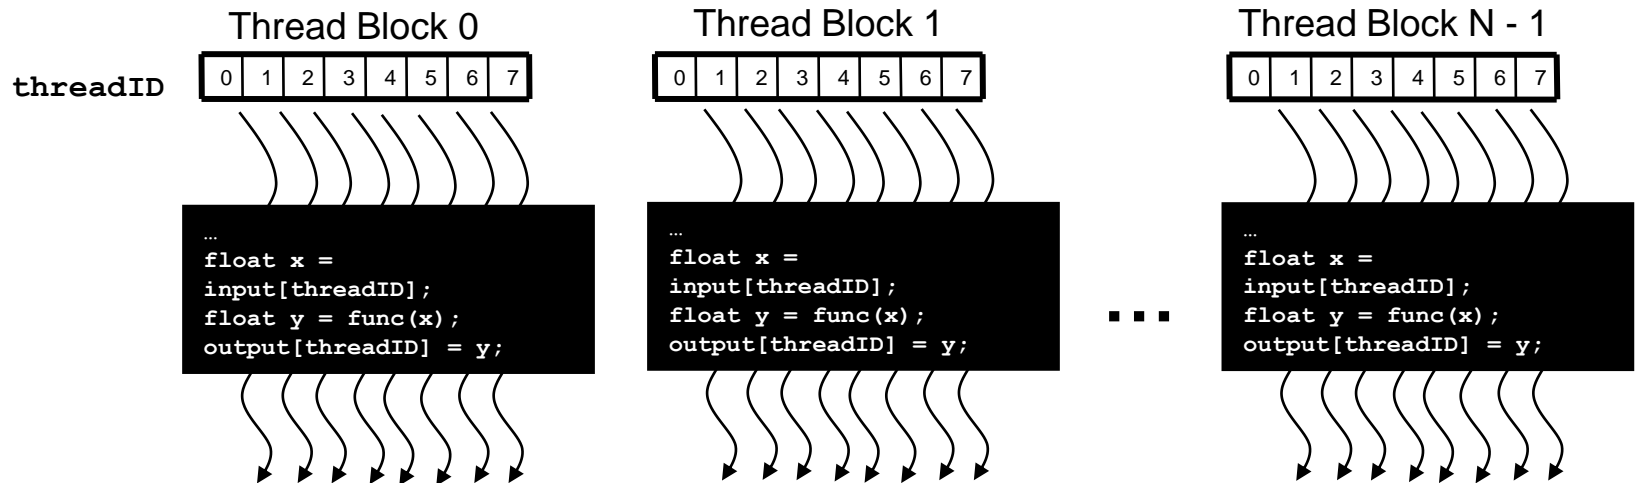 Thread Block 0
Thread Block 1
Thread Block N - 1
threadID
0 1 2 3 4 5 6 7
0 1 2 3 4 5 6 7
0 1 2 3 4 5 6 7
…
float x =
input[threadID];
float y = func(x);
output[threadID] = y;
…
float x =
input[threadID];
float y = func(x);
output[threadID] = y;
...
…
float x =
input[threadID];
float y = func(x);
output[threadID] = y;